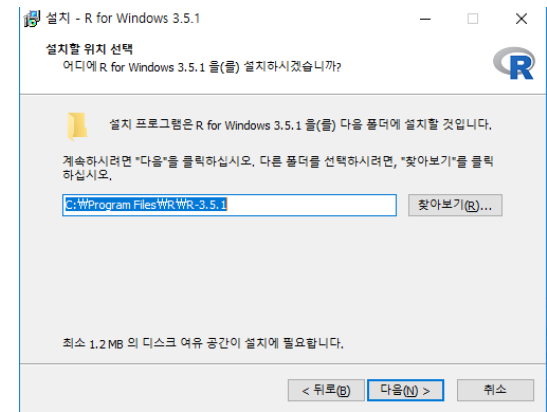 설치 - R for Windows 3.5.1
설치할 위치 선택
어디에 R for Windows 3.5.1 을(를) 설치하시겠습니까?
R
설치 프로그램은 R for Windows 3.5.1 을(를) 다음 폴더에 설치할 것입니다.
계속하시려면 "다음"을 클릭하십시오. 다른 폴더를 선택하시려면, "찾아보기"를 클릭
하십시오.
C:₩Program Files₩R₩R-3.5.1
찾아보기(R)...
최소 1.2 MB 의 디스크 여유 공간이 설치에 필요합니다.
< 뒤로(B) 다음(N) > 취소